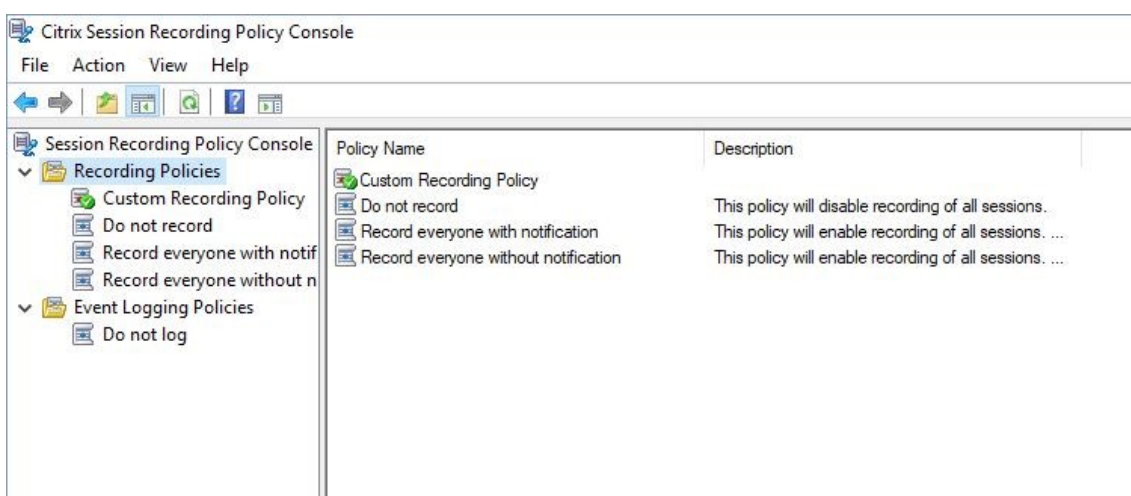 Citrix Session Recording Policy Console
File Action View Help
Session Recording Policy Console
Recording Policies
Custom Recording Policy
Do not record
Record everyone with notif
Record everyone without n
Event Logging Policies
Do not log
Policy Name Description
Custom Recording Policy
Do not record This policy will disable recording of all sessions.
Record everyone with notification This policy will enable recording of all sessions. ...
Record everyone without notification This policy will enable recording of all sessions. ...